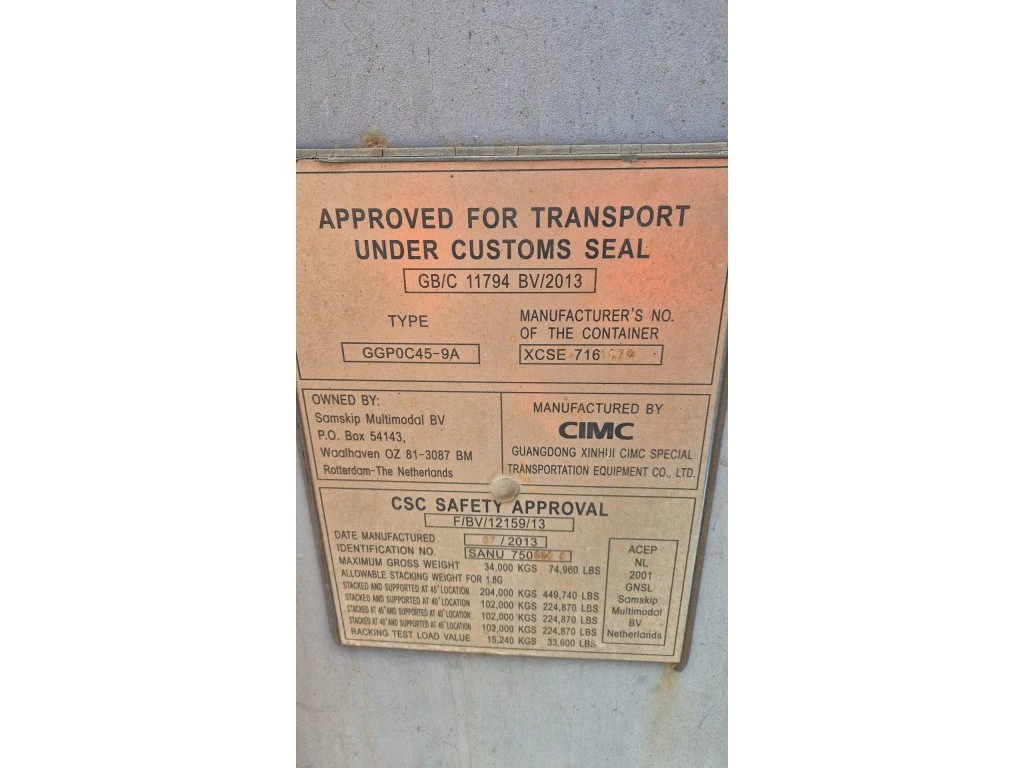 APPROVED FOR TRANSPORT
UNDER CUSTOMS SEAL
GB/C 11794 BV/2013
TYPE
GGP0C45-9A
MANUFACTURER'S NO.
OF THE CONTAINER
XCSE 716
OWNED BY:
Samskip Multimodal BV
P.O. Box 54143,
Waalhaven OZ 81-3087 BM
Rotterdam-The Netherlands
MANUFACTURED BY
CIMC
GUANGDONG XINHUI CIMC SPECIAL
TRANSPORTATION EQUIPMENT CO., LTD.
CSC SAFETY APPROVAL
F/BV/12159/13
DATE MANUFACTURED 07 / 2013
IDENTIFICATION NO. SANU 750
MAXIMUM GROSS WEIGHT 34,000 KGS 74,960 LBS
ALLOWABLE STACKING WEIGHT FOR 1.8G
STACKED AND SUPPORTED AT 45' LOCATION 204,000 KGS 449,740 LBS
STACKED AND SUPPORTED AT 40' LOCATION 102,000 KGS 224,870 LBS
STACKED AT 45' AND SUPPORTED AT 40' LOCATION 102,000 KGS 224,870 LBS
STACKED AT 40' AND SUPPORTED AT 45' LOCATION 102,000 KGS 224,870 LBS
RACKING TEST LOAD VALUE 15,240 KGS 33,600 LBS
ACEP
NL
2001
GNSL
Samskip
Multimodal
BV
Netherlands